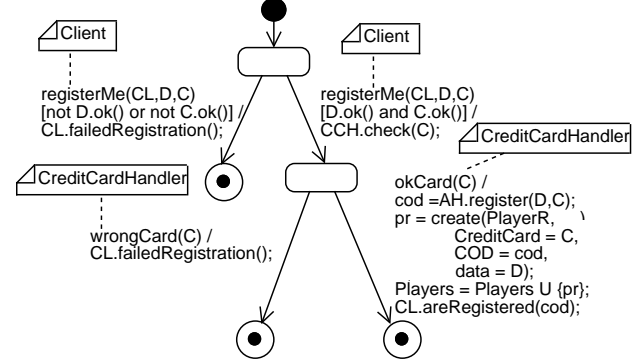 Client
Client
registerMe(CL,D,C)
[not D.ok() or not C.ok()] /
CL.failedRegistration();
registerMe(CL,D,C)
[D.ok() and C.ok()] /
CCH.check(C);
CreditCardHandler
CreditCardHandler
wrongCard(C) /
CL.failedRegistration();
okCard(C) /
cod =AH.register(D,C);
pr = create(PlayerR,
CreditCard = C,
COD = cod,
data = D);
Players = Players U {pr};
CL.areRegistered(cod);